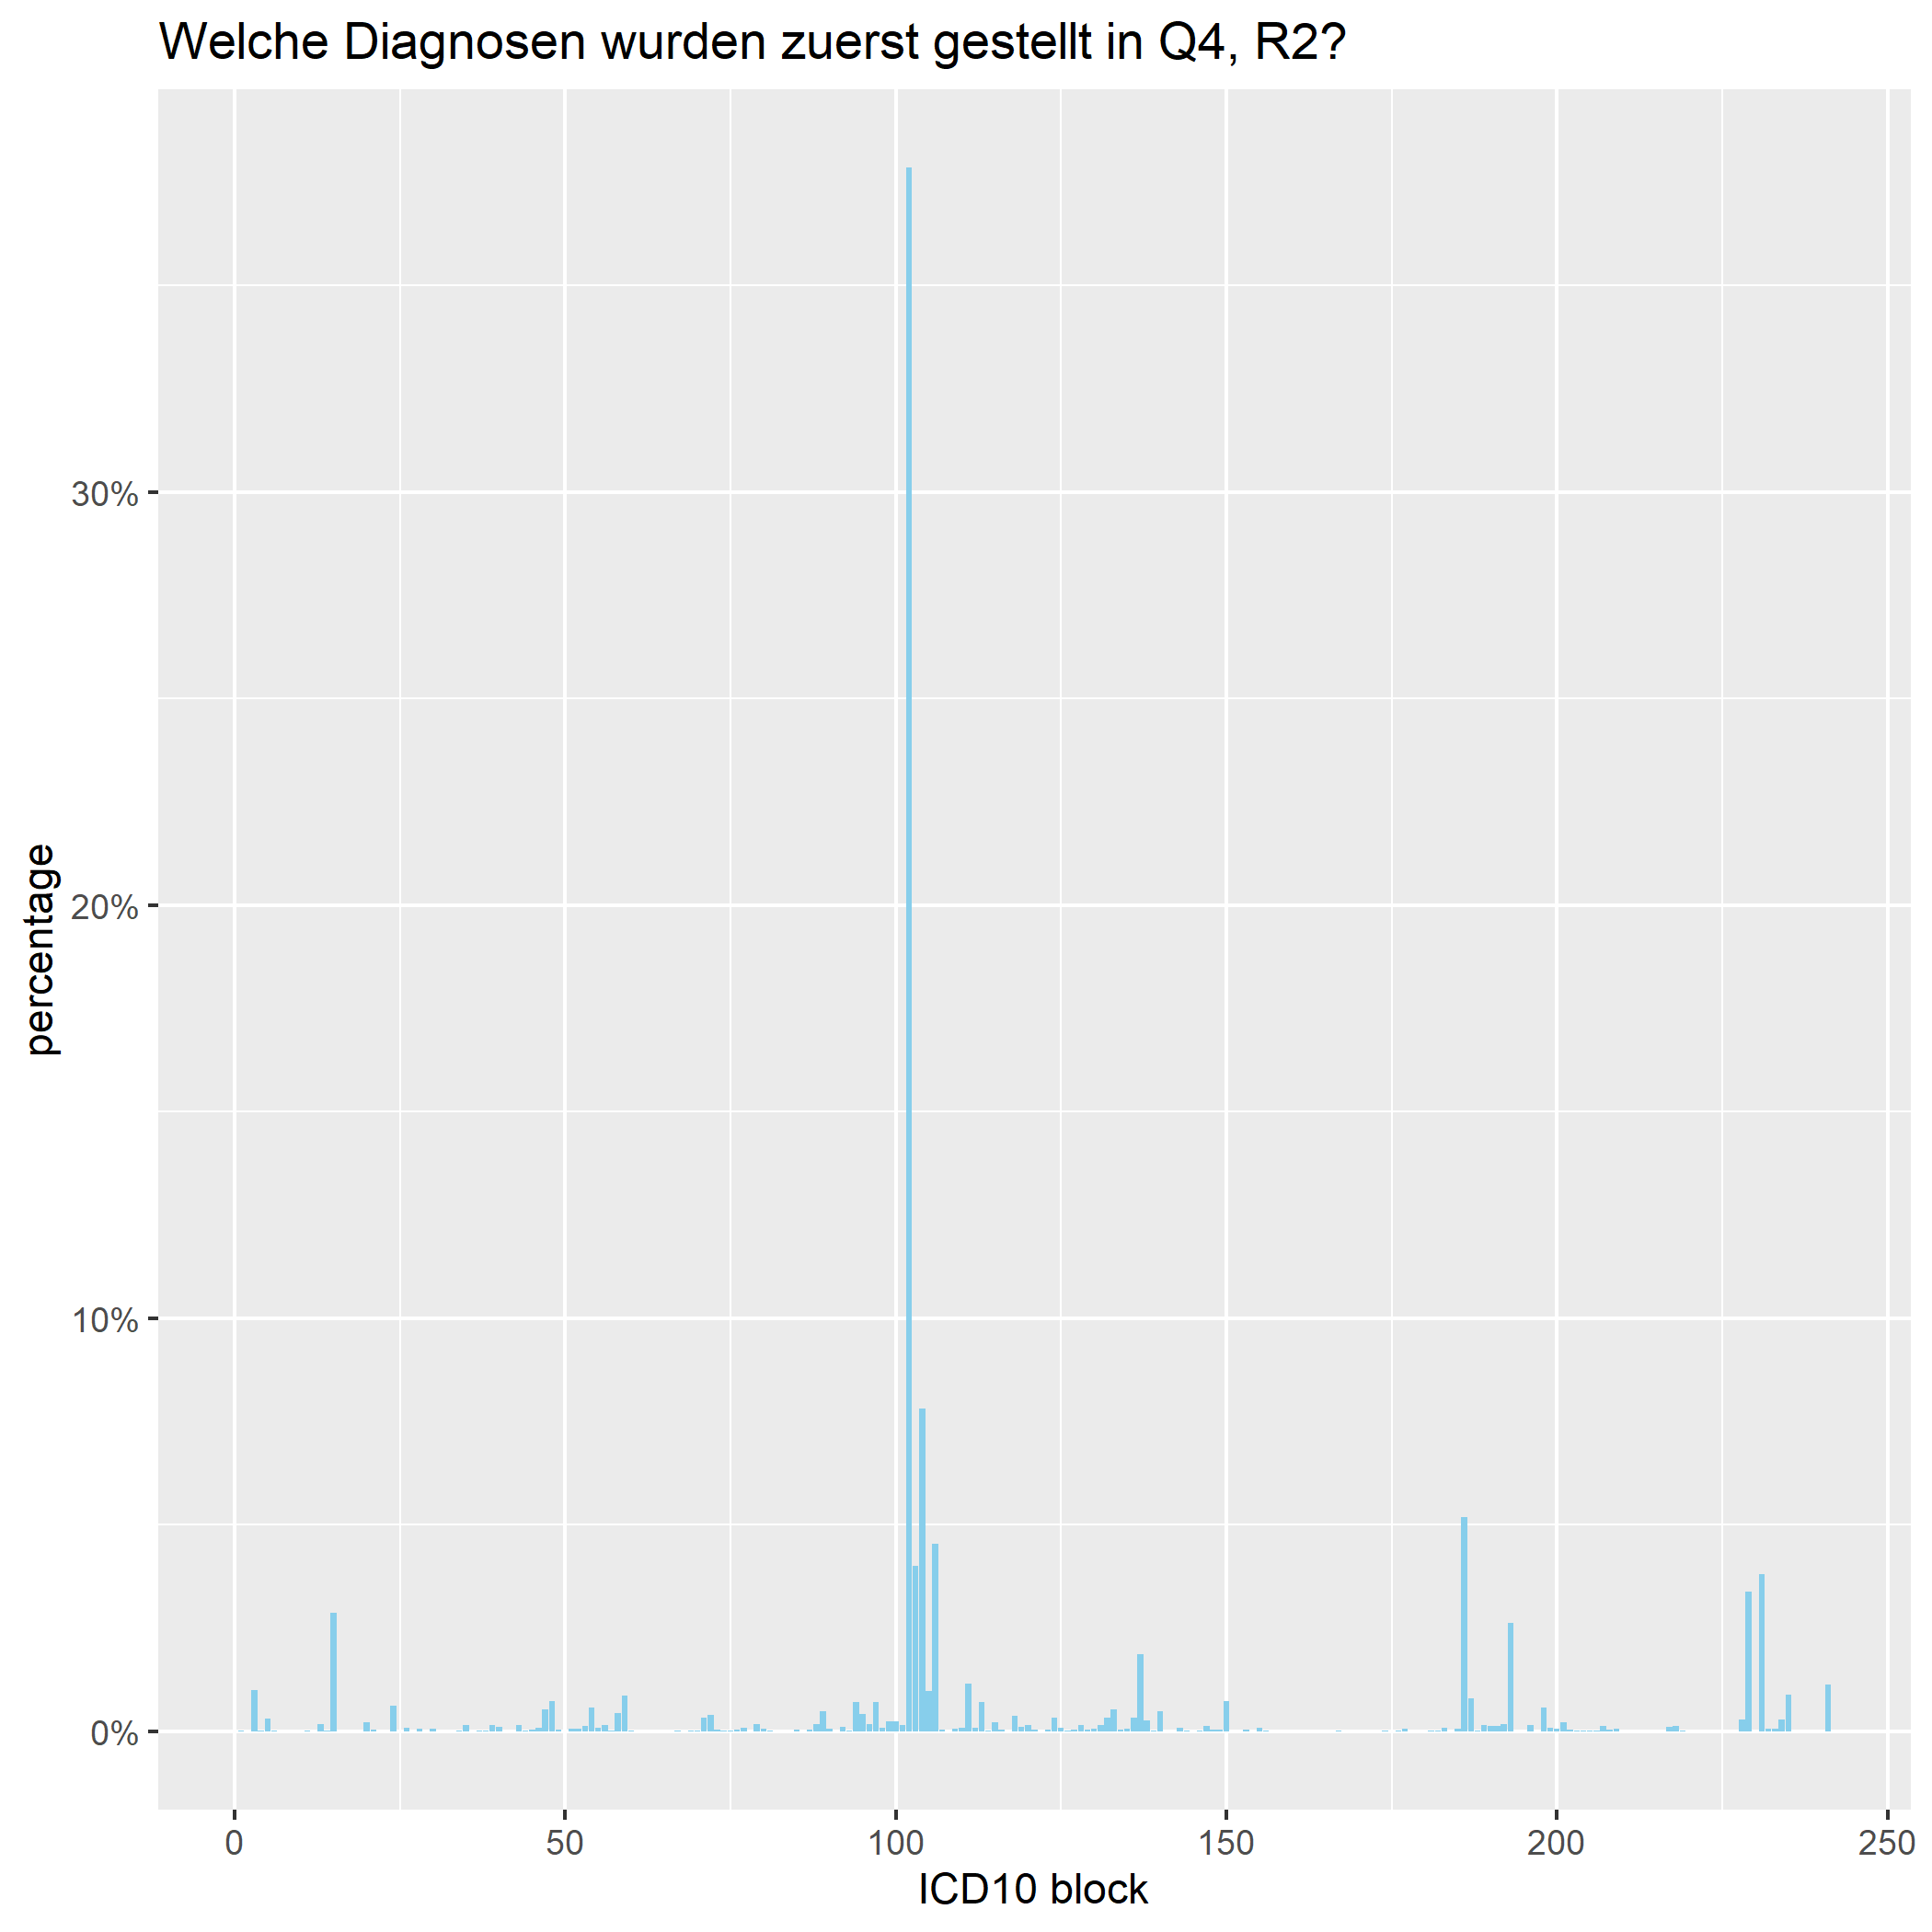 Welche Diagnosen wurden zuerst gestellt in Q4, R2?
percentage
30%
20%
10%
0%
0 50 100 150 200 250
ICD10 block